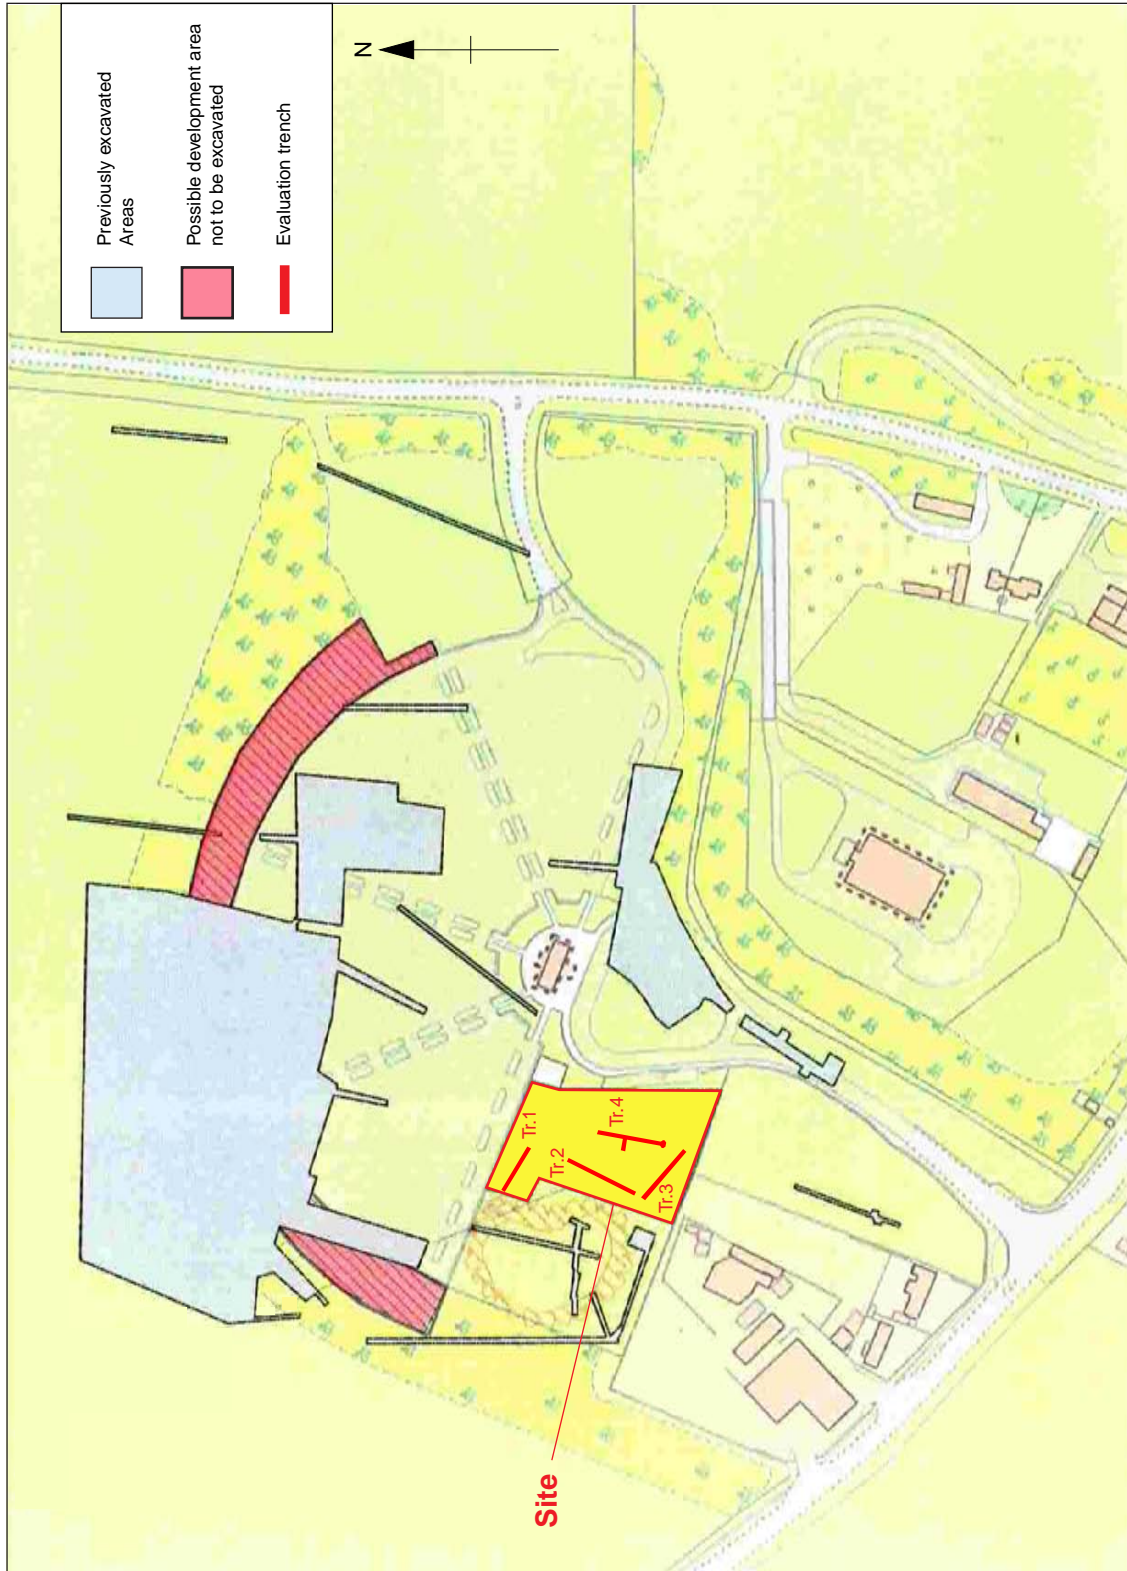 N
Previously excavated
Areas
Possible development area
not to be excavated
Evaluation trench
Tr.1
Tr.2
Tr.4
Tr.3
Site